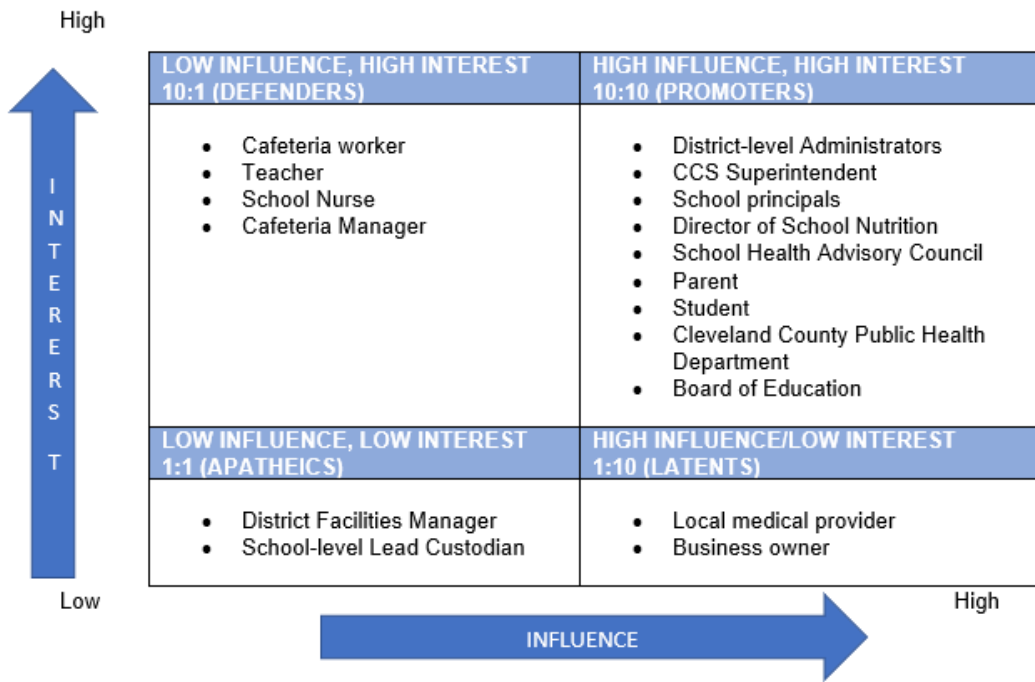 High
LOW INFLUENCE, HIGH INTEREST
10:1 (DEFENDERS)
HIGH INFLUENCE, HIGH INTEREST
10:10 (PROMOTERS)
• Cafeteria worker
• Teacher
• School Nurse
• Cafeteria Manager
• District-level Administrators
• CCS Superintendent
• School principals
• Director of School Nutrition
• School Health Advisory Council
• Parent
• Student
• Cleveland County Public Health
Department
• Board of Education
I
N
T
E
R
E
R
S
T
LOW INFLUENCE, LOW INTEREST
1:1 (APATHEICS)
HIGH INFLUENCE/LOW INTEREST
1:10 (LATENTS)
• District Facilities Manager
• School-level Lead Custodian
• Local medical provider
• Business owner
Low
High
INFLUENCE